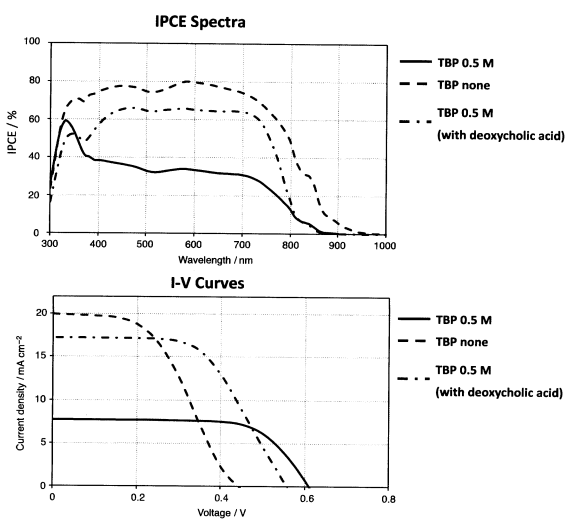 IPCE Spectra
100
80
60
40
20
0
IPCE / %
300 400 500 600 700 800 900 1000
Wavelength / nm
TBP 0.5 M
TBP none
TBP 0.5 M
(with deoxycholic acid)
I-V Curves
20
15
10
5
0
Current density / mA cm⁻²
0 0.2 0.4 0.6 0.8
Voltage / V
TBP 0.5 M
TBP none
TBP 0.5 M
(with deoxycholic acid)